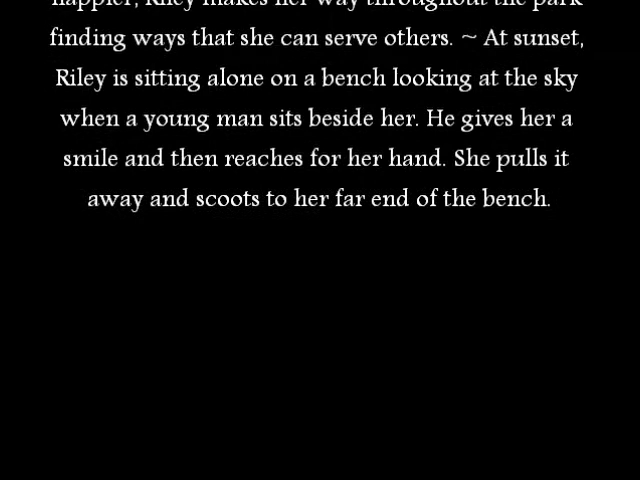 happier, Riley makes her way throughout the park
finding ways that she can serve others. ~ At sunset,
Riley is sitting alone on a bench looking at the sky
when a young man sits beside her. He gives her a
smile and then reaches for her hand. She pulls it
away and scoots to her far end of the bench.